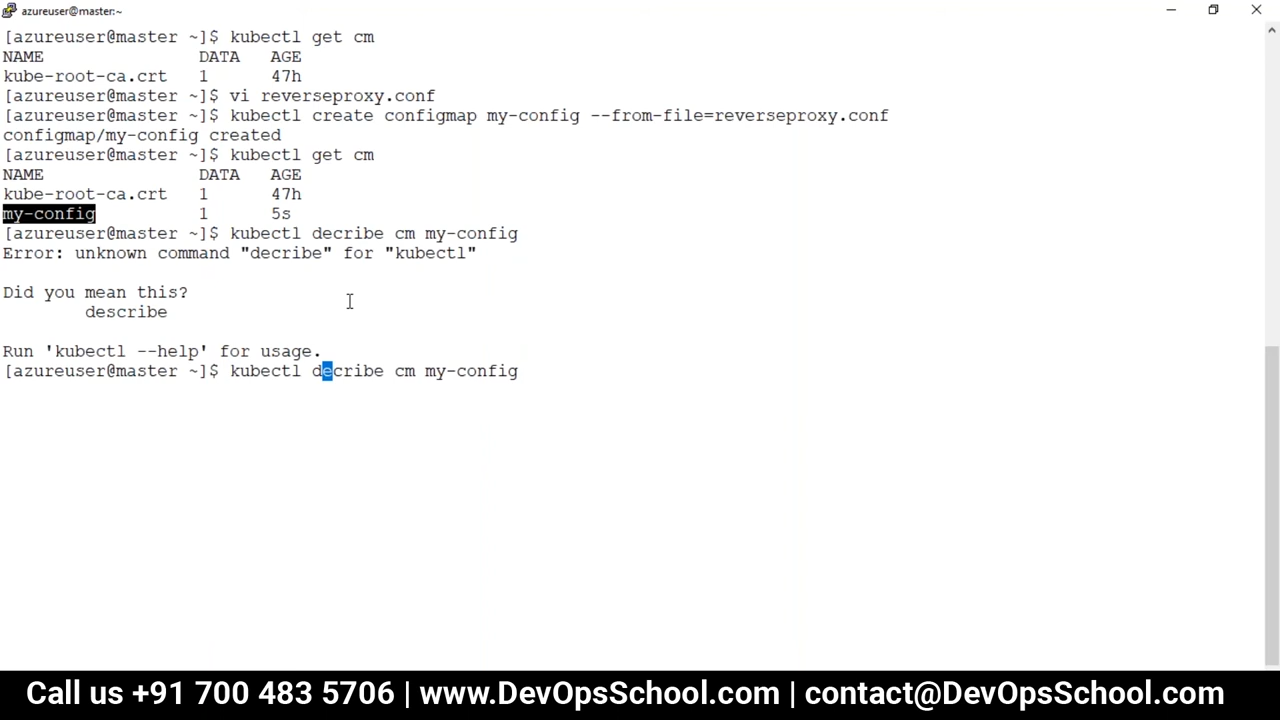 azureuser@master:~
[azureuser@master ~]$ kubectl get cm
NAME DATA AGE
kube-root-ca.crt 1 47h
[azureuser@master ~]$ vi reverseproxy.conf
[azureuser@master ~]$ kubectl create configmap my-config --from-file=reverseproxy.conf
configmap/my-config created
[azureuser@master ~]$ kubectl get cm
NAME DATA AGE
kube-root-ca.crt 1 47h
my-config 1 5s
[azureuser@master ~]$ kubectl decribe cm my-config
Error: unknown command "decribe" for "kubectl"
Did you mean this?
describe
Run 'kubectl --help' for usage.
[azureuser@master ~]$ kubectl decribe cm my-config
Call us +91 700 483 5706 | www.DevOpsSchool.com | contact@DevOpsSchool.com